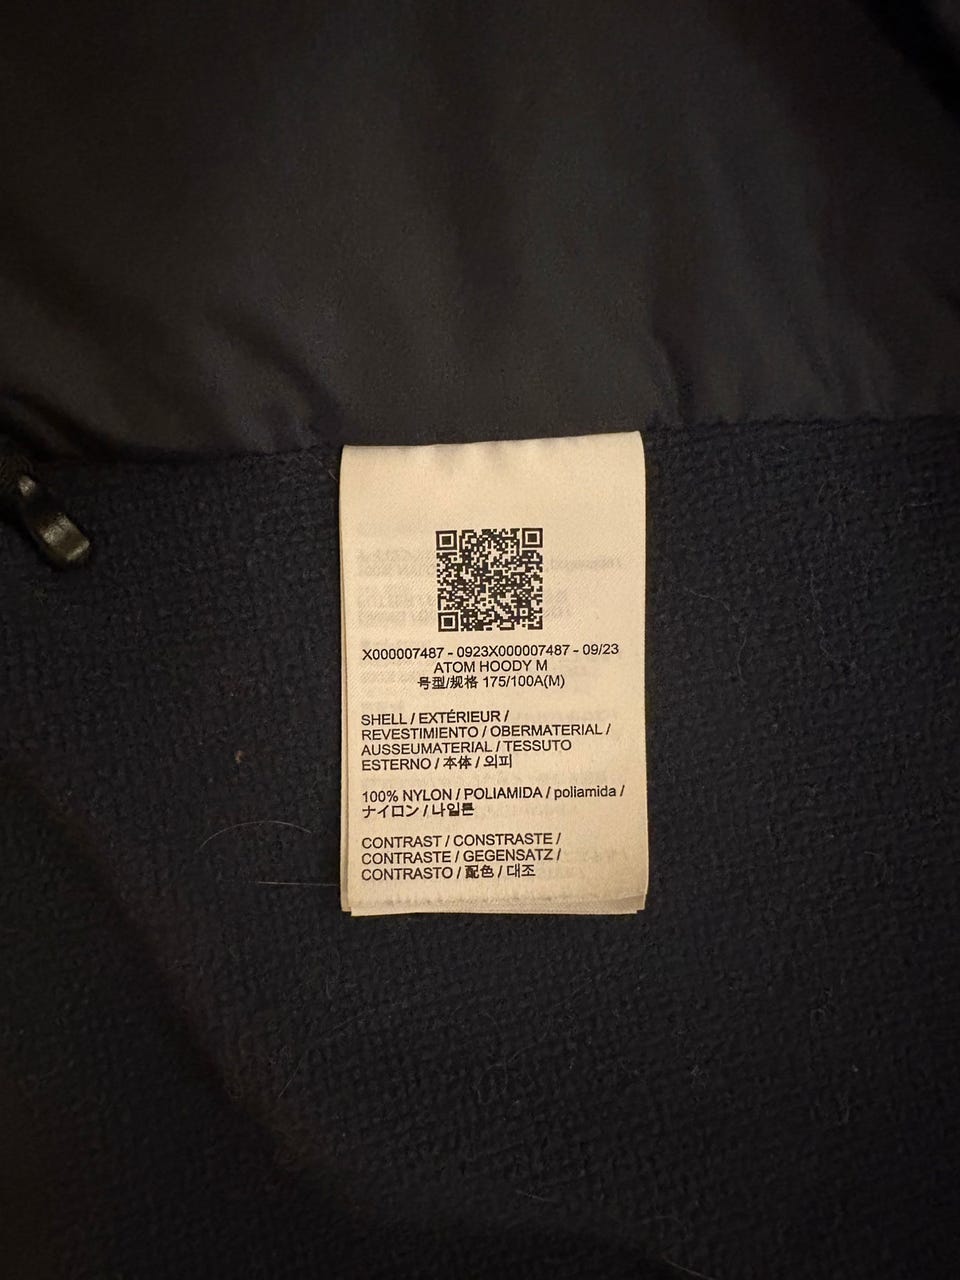 X000007487 - 0923X000007487 - 09/23
ATOM HOODY M
号型/规格 175/100A(M)
SHELL / EXTÉRIEUR /
REVESTIMIENTO / OBERMATERIAL /
AUSSEUMATERIAL / TESSUTO
ESTERNO / 本体 / 외피
100% NYLON / POLIAMIDA / poliamida /
ナイロン / 나일론
CONTRAST / CONSTRASTE /
CONTRASTE / GEGENSATZ /
CONTRASTO / 配色 / 대조